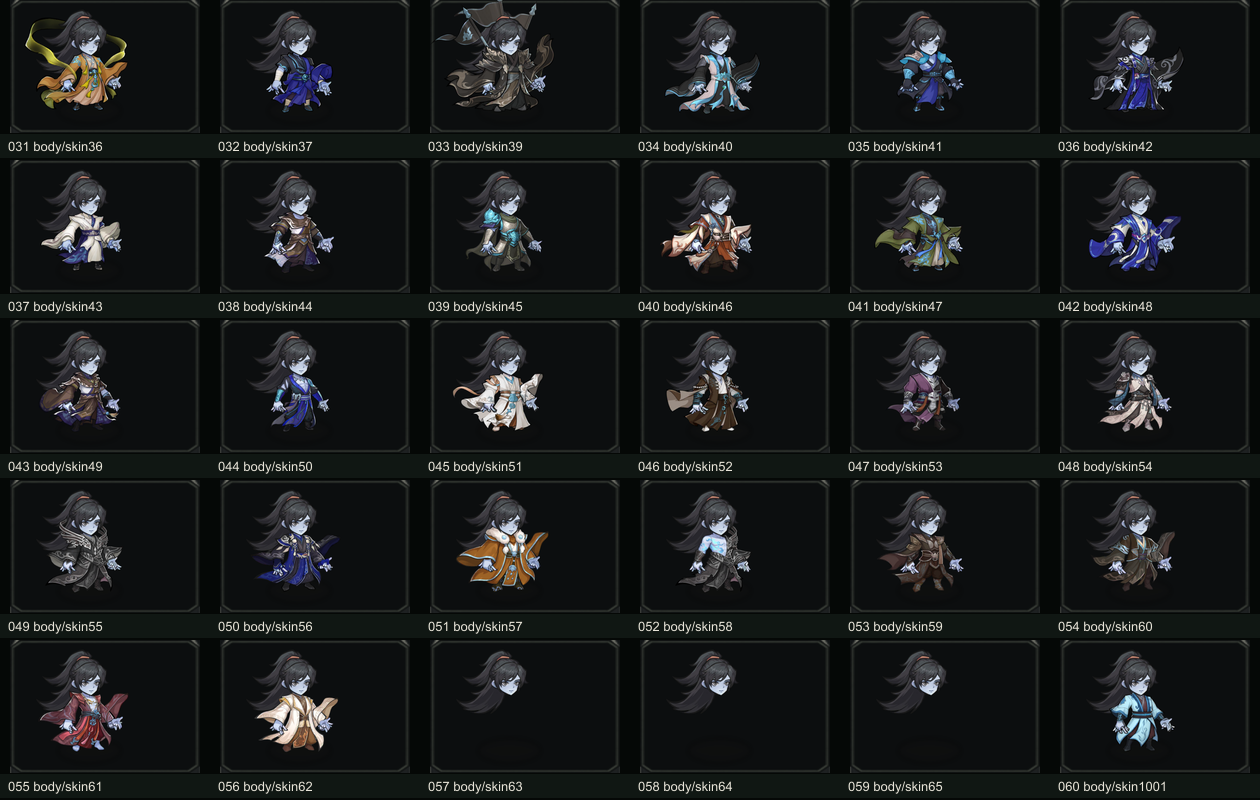 031 body/skin36
032 body/skin37
033 body/skin39
034 body/skin40
035 body/skin41
036 body/skin42
037 body/skin43
038 body/skin44
039 body/skin45
040 body/skin46
041 body/skin47
042 body/skin48
043 body/skin49
044 body/skin50
045 body/skin51
046 body/skin52
047 body/skin53
048 body/skin54
049 body/skin55
050 body/skin56
051 body/skin57
052 body/skin58
053 body/skin59
054 body/skin60
055 body/skin61
056 body/skin62
057 body/skin63
058 body/skin64
059 body/skin65
060 body/skin1001